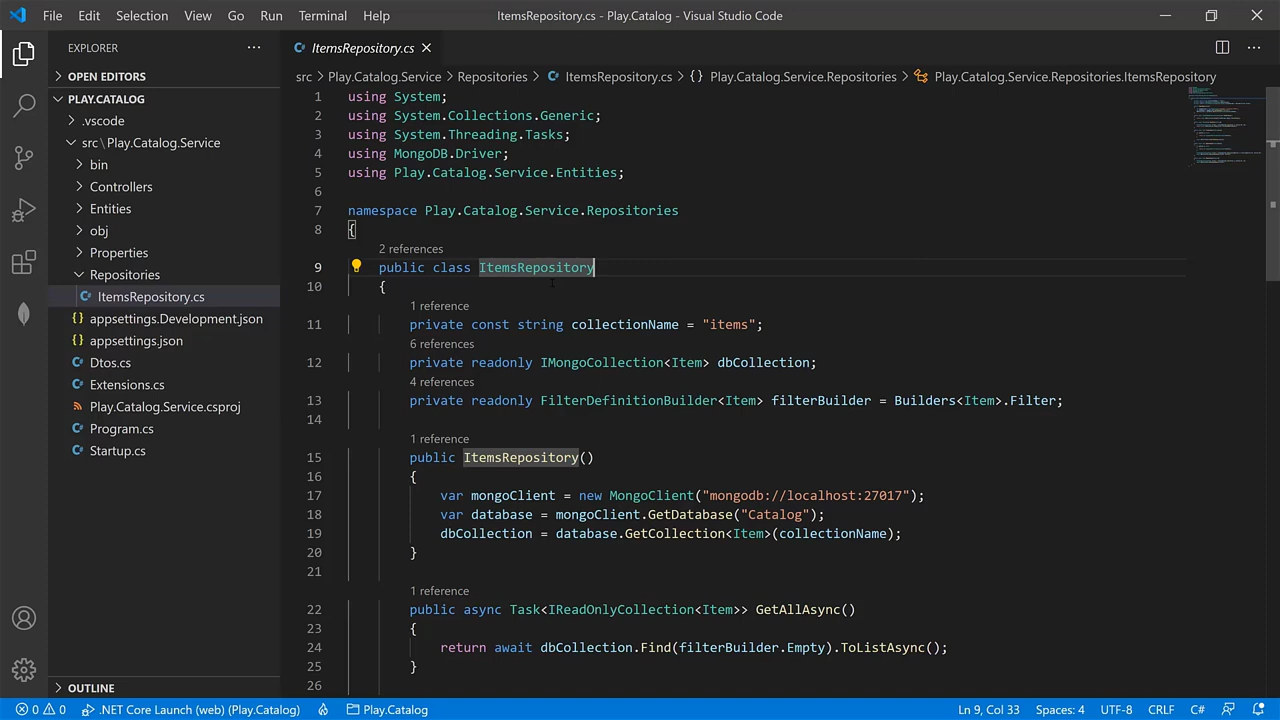 File Edit Selection View Go Run Terminal Help ItemsRepository.cs - Play.Catalog - Visual Studio Code
EXPLORER
OPEN EDITORS
PLAY.CATALOG
.vscode
src\Play.Catalog.Service
bin
Controllers
Entities
obj
Properties
Repositories
ItemsRepository.cs
appsettings.Development.json
appsettings.json
Dtos.cs
Extensions.cs
Play.Catalog.Service.csproj
Program.cs
Startup.cs
OUTLINE
ItemsRepository.cs
src > Play.Catalog.Service > Repositories > ItemsRepository.cs > {} Play.Catalog.Service.Repositories > Play.Catalog.Service.Repositories.ItemsRepository
1 using System;
2 using System.Collections.Generic;
3 using System.Threading.Tasks;
4 using MongoDB.Driver;
5 using Play.Catalog.Service.Entities;
6
7 namespace Play.Catalog.Service.Repositories
8 {
2 references
9 public class ItemsRepository
10 {
1 reference
11 private const string collectionName = "items";
6 references
12 private readonly IMongoCollection<Item> dbCollection;
4 references
13 private readonly FilterDefinitionBuilder<Item> filterBuilder = Builders<Item>.Filter;
14
1 reference
15 public ItemsRepository()
16 {
17 var mongoClient = new MongoClient("mongodb://localhost:27017");
18 var database = mongoClient.GetDatabase("Catalog");
19 dbCollection = database.GetCollection<Item>(collectionName);
20 }
21
1 reference
22 public async Task<IReadOnlyCollection<Item>> GetAllAsync()
23 {
24 return await dbCollection.Find(filterBuilder.Empty).ToListAsync();
25 }
26
0 0 .NET Core Launch (web) (Play.Catalog) Play.Catalog Ln 9, Col 33 Spaces: 4 UTF-8 CRLF C#